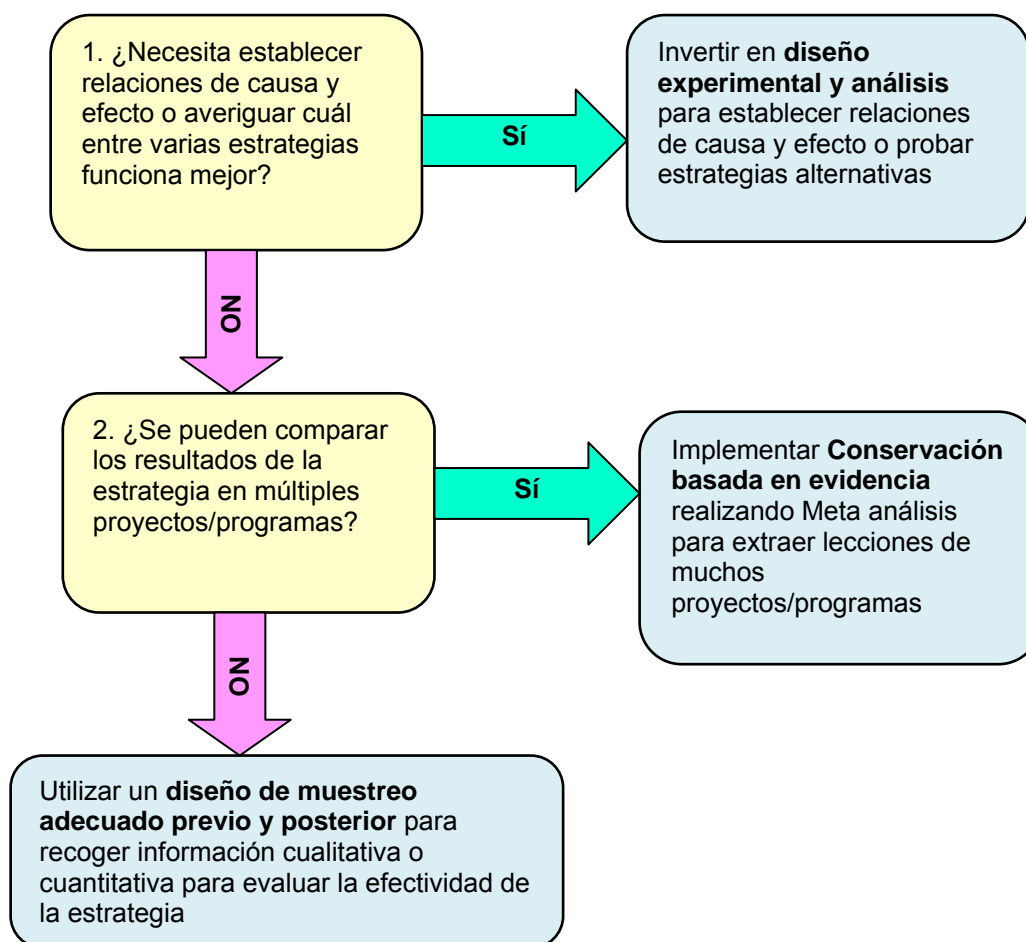 1. ¿Necesita establecer
relaciones de causa y
efecto o averiguar cuál
entre varias estrategias
funciona mejor?
Sí
Invertir en diseño
experimental y análisis
para establecer relaciones
de causa y efecto o probar
estrategias alternativas
NO
2. ¿Se pueden comparar
los resultados de la
estrategia en múltiples
proyectos/programas?
Sí
Implementar Conservación
basada en evidencia
realizando Meta análisis
para extraer lecciones de
muchos
proyectos/programas
NO
Utilizar un diseño de muestreo
adecuado previo y posterior para
recoger información cualitativa o
cuantitativa para evaluar la efectividad de
la estrategia